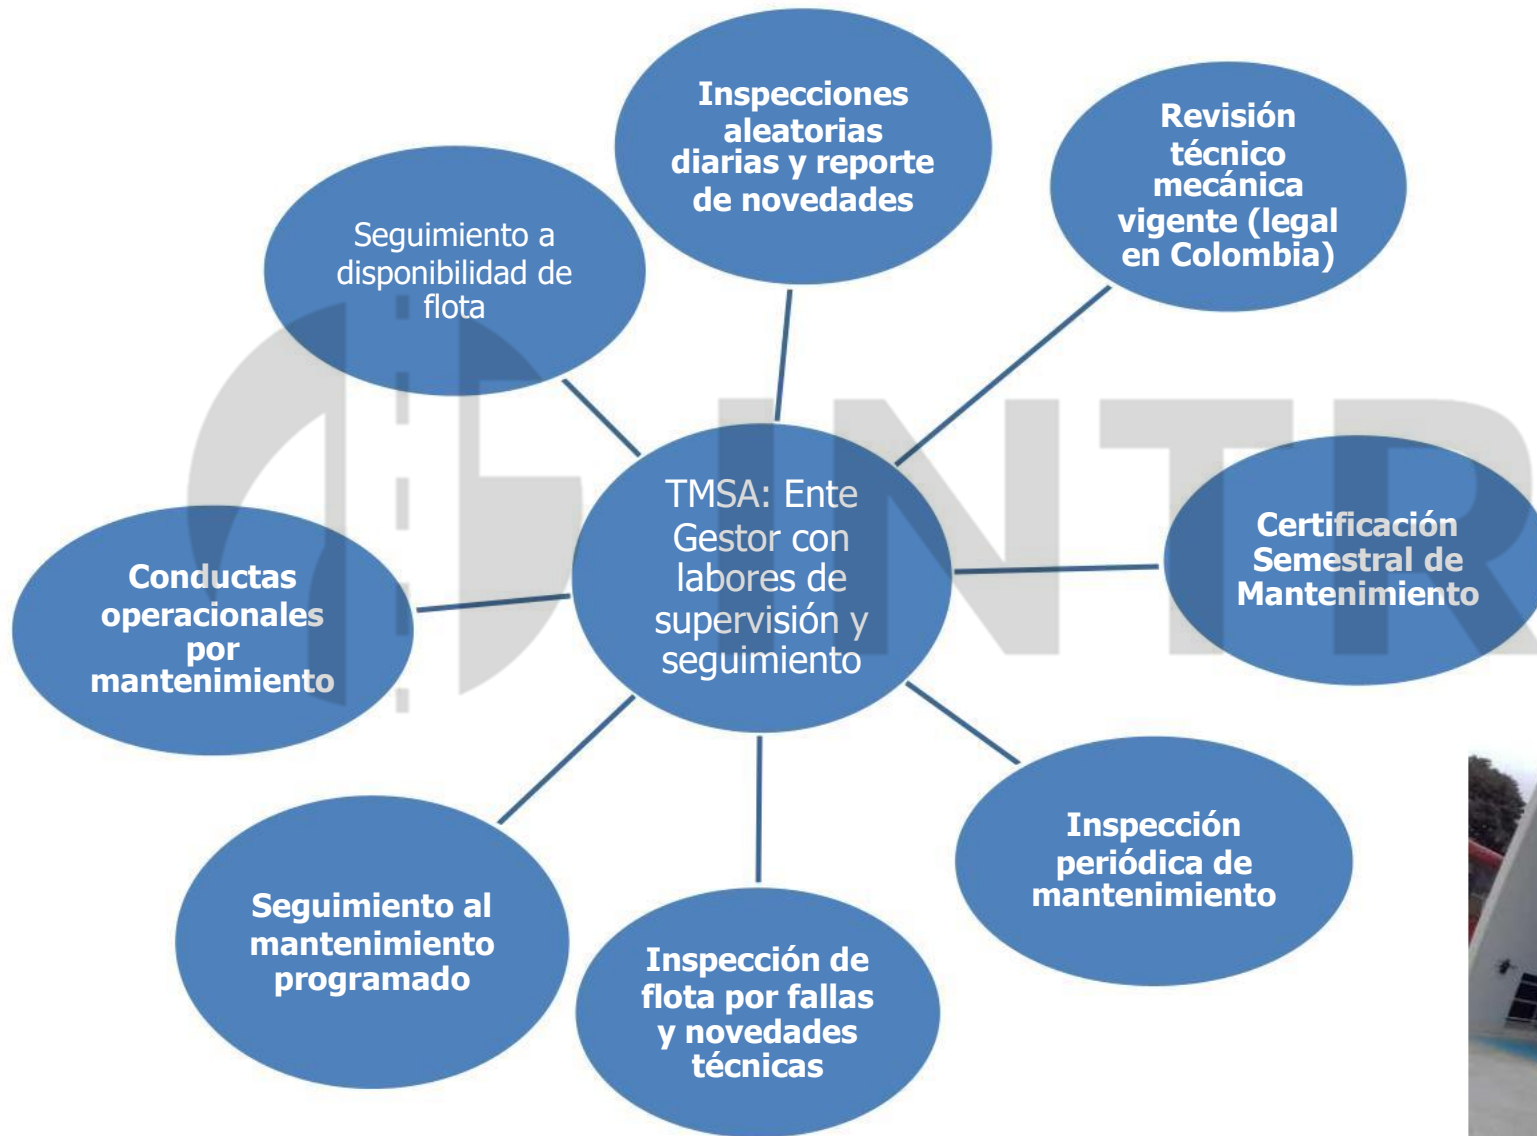 Inspecciones
aleatorias
diarias y reporte
de novedades
Revisión
técnico
mecánica
vigente (legal
en Colombia)
Seguimiento a
disponibilidad de
flota
TMSA: Ente
Gestor con
labores de
supervisión y
seguimiento
Certificación
Semestral de
Mantenimiento
Conductas
operacionales
por
mantenimiento
Inspección
periódica de
mantenimiento
Seguimiento al
mantenimiento
programado
Inspección de
flota por fallas
y novedades
técnicas
INTR